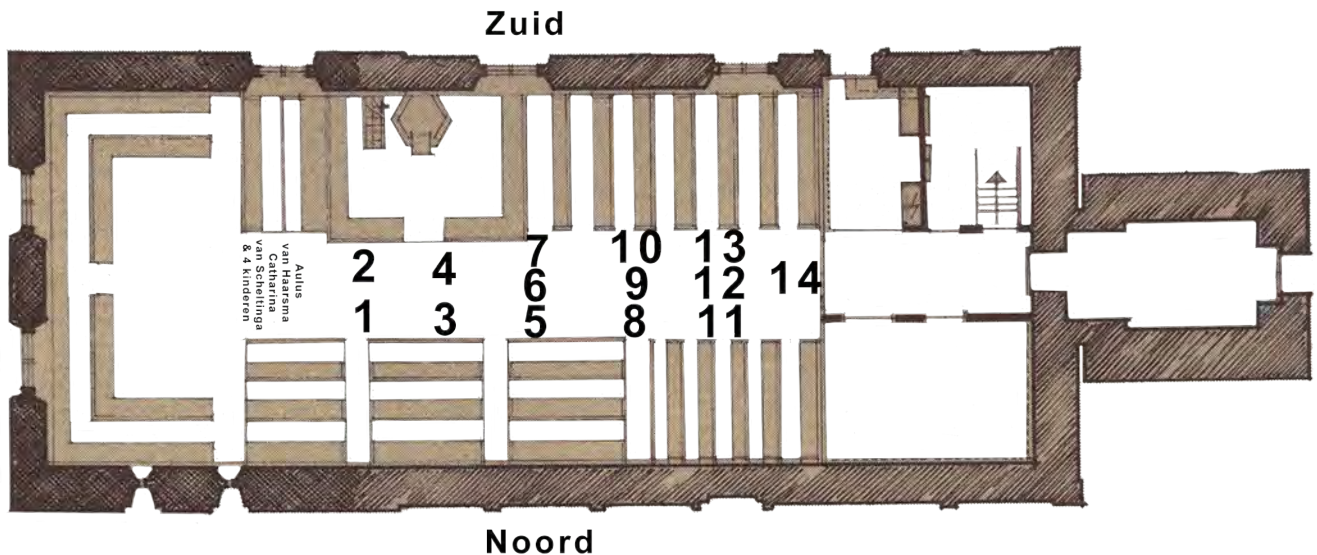 Zuid
Aulus
van Haarsma
Catharina
van Scheltinga
& 4 kinderen
7 10 13
2 4 6 9 12 14
1 3 5 8 11
Noord